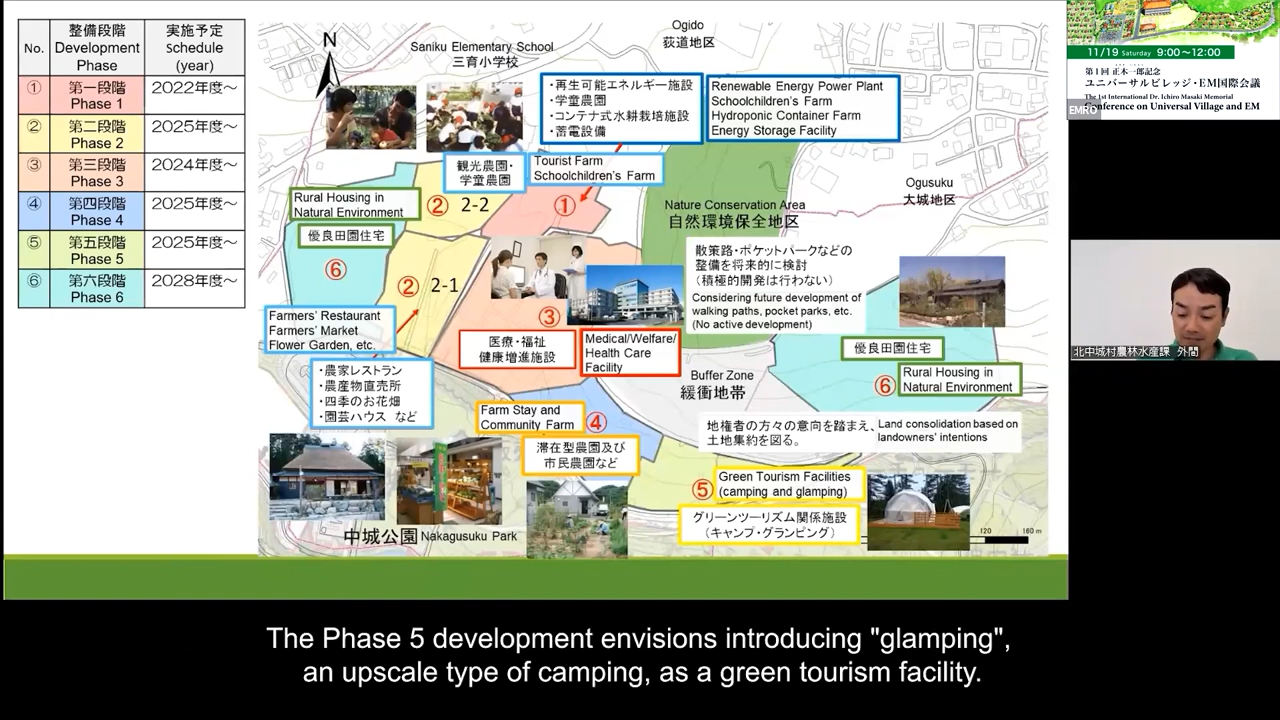 No.
整備段階
Development
Phase
実施予定
schedule
(year)
①
第一段階
Phase 1
2022年度～
②
第二段階
Phase 2
2025年度～
③
第三段階
Phase 3
2024年度～
④
第四段階
Phase 4
2025年度～
⑤
第五段階
Phase 5
2025年度～
⑥
第六段階
Phase 6
2028年度～
N
Saniku Elementary School
三育小学校
Ogido
荻道地区
・再生可能エネルギー施設
・学童農園
・コンテナ式水耕栽培施設
・蓄電設備
Renewable Energy Power Plant
Schoolchildren's Farm
Hydroponic Container Farm
Energy Storage Facility
観光農園・
学童農園
Tourist Farm
Schoolchildren's Farm
Rural Housing in
Natural Environment
優良田園住宅
② 2-2
①
Nature Conservation Area
自然環境保全地区
Ogusuku
大城地区
散策路・ポケットパークなどの
整備を将来的に検討
（積極的開発は行わない）
Considering future development of
walking paths, pocket parks, etc.
(No active development)
⑥
② 2-1
③
Farmers' Restaurant
Farmers' Market
Flower Garden, etc.
・農家レストラン
・農産物直売所
・四季のお花畑
・園芸ハウス など
医療・福祉
健康増進施設
Medical/Welfare/
Health Care
Facility
Buffer Zone
緩衝地帯
優良田園住宅
⑥
Rural Housing in
Natural Environment
Farm Stay and
Community Farm
④
滞在型農園及び
市民農園など
地権者の方々の意向を踏まえ、
土地集約を図る。
Land consolidation based on
landowners' intentions
⑤
Green Tourism Facilities
(camping and glamping)
グリーンツーリズム関係施設
（キャンプ・グランピング）
中城公園 Nakagusuku Park
120 160 m
11/19 Saturday 9:00～12:00
第1回 正木一郎記念
ユニバーサルビレッジ・EM国際会議
The 1st International Dr. Ichiro Masaki Memorial
Conference on Universal Village and EM
EMRO
北中城村農林水産課 外間
The Phase 5 development envisions introducing "glamping",
an upscale type of camping, as a green tourism facility.